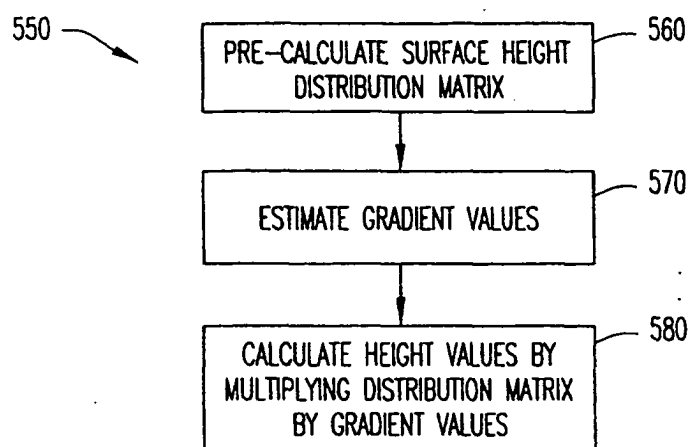 550
560
PRE-CALCULATE SURFACE HEIGHT
DISTRIBUTION MATRIX
570
ESTIMATE GRADIENT VALUES
580
CALCULATE HEIGHT VALUES BY
MULTIPLYING DISTRIBUTION MATRIX
BY GRADIENT VALUES